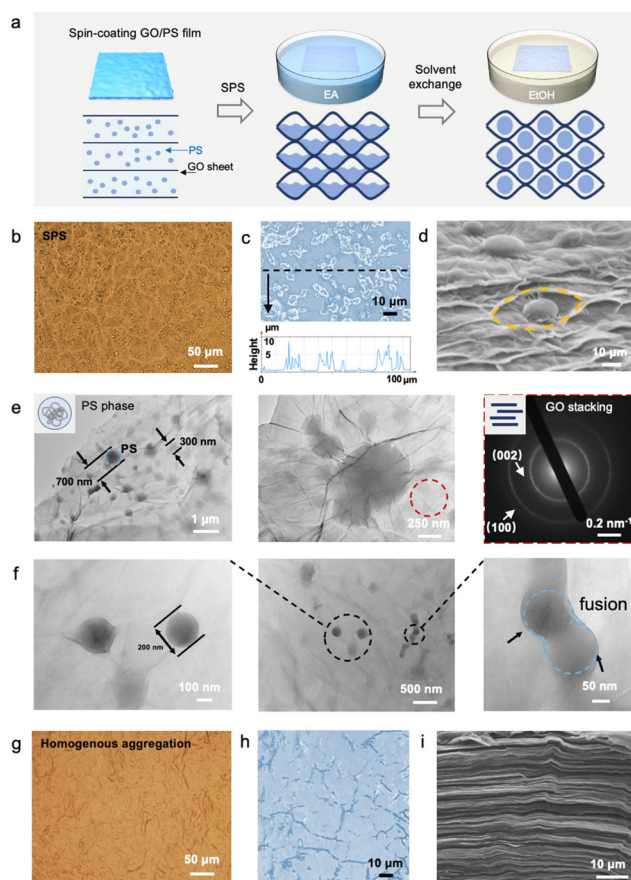 a
Spin-coating GO/PS film
SPS
EA
Solvent
exchange
EtOH
PS
GO sheet
b
SPS
50 µm
c
10 µm
µm
Height
10
5
0
100 µm
d
10 µm
e
PS phase
PS
300 nm
700 nm
1 µm
250 nm
GO stacking
(002)
(100)
0.2 nm⁻¹
f
200 nm
100 nm
500 nm
fusion
50 nm
g
Homogenous aggregation
50 µm
h
10 µm
i
10 µm